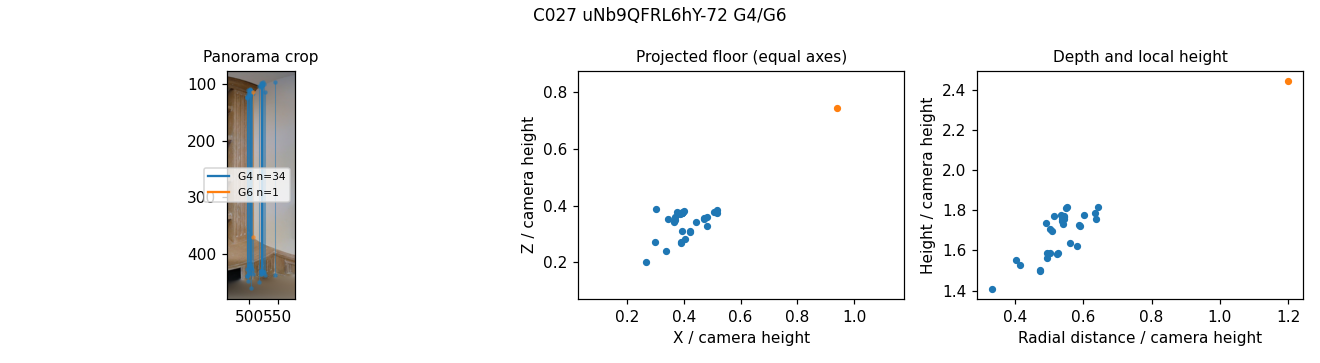 C027 uNb9QFRL6hY-72 G4/G6
Panorama crop
100
200
300
400
500
550
G4 n=34
G6 n=1
Projected floor (equal axes)
Z / camera height
0.8
0.6
0.4
0.2
0.2 0.4 0.6 0.8 1.0
X / camera height
Depth and local height
Height / camera height
2.4
2.2
2.0
1.8
1.6
1.4
0.4 0.6 0.8 1.0 1.2
Radial distance / camera height